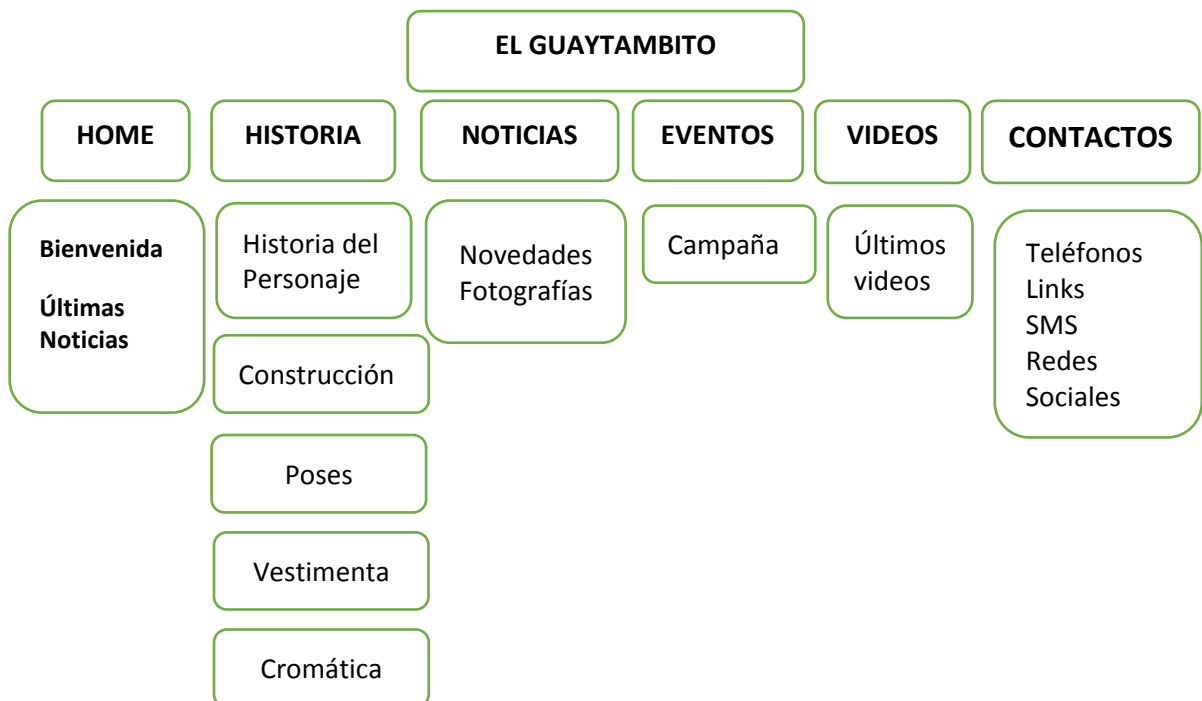 EL GUAYTAMBITO
HOME
HISTORIA
NOTICIAS
EVENTOS
VIDEOS
CONTACTOS
Bienvenida
Últimas
Noticias
Historia del
Personaje
Construcción
Poses
Vestimenta
Cromática
Novedades
Fotografías
Campaña
Últimos
videos
Teléfonos
Links
SMS
Redes
Sociales